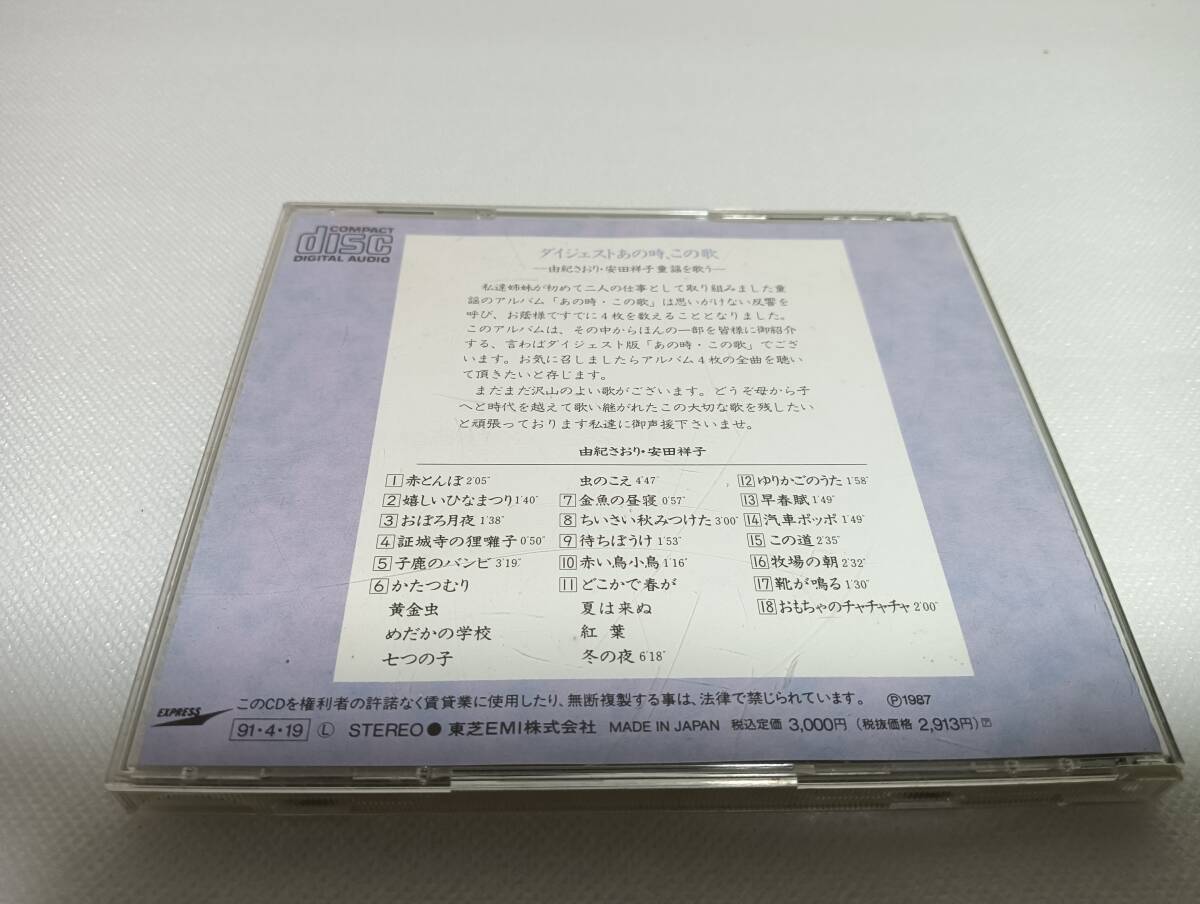 COMPACT
disc
DIGITAL AUDIO
ダイジェストあの時、この歌
―由紀さおり・安田祥子童謡を歌う―
私達姉妹が初めて二人の仕事として取り組みました童
謡のアルバム「あの時・この歌」は思いがけない反響を
呼び、お蔭様ですでに4枚を数えることとなりました。
このアルバムは、その中からほんの一部を皆様に御紹介
する、言わばダイジェスト版「あの時・この歌」でござ
います。お気に召しましたらアルバム4枚の全曲を聴い
て頂きたいと存じます。
まだまだ沢山のよい歌がございます。どうぞ母から子
へと時代を越えて歌い継がれたこの大切な歌を残したい
と頑張っております私達に御声援下さいませ。
由紀さおり・安田祥子
1 赤とんぼ 2'05"
2 嬉しいひなまつり 1'40"
3 おぼろ月夜 1'38"
4 証城寺の狸囃子 0'50"
5 子鹿のバンビ 3'19"
6 かたつむり
黄金虫
めだかの学校
七つの子
虫のこえ 4'47"
7 金魚の昼寝 0'57"
8 ちいさい秋みつけた 3'00"
9 待ちぼうけ 1'53"
10 赤い鳥小鳥 1'16"
11 どこかで春が
夏は来ぬ
紅葉
冬の夜 6'18"
12 ゆりかごのうた 1'58"
13 早春賦 1'49"
14 汽車ポッポ 1'49"
15 この道 2'35"
16 牧場の朝 2'32"
17 靴が鳴る 1'30"
18 おもちゃのチャチャチャ 2'00"
EXPRESS
このCDを権利者の許諾なく賃貸業に使用したり、無断複製する事は、法律で禁じられています。 ℗1987
91・4・19 Ⓛ STEREO ● 東芝EMI株式会社 MADE IN JAPAN 税込定価 3,000円 (税抜価格 2,913円)